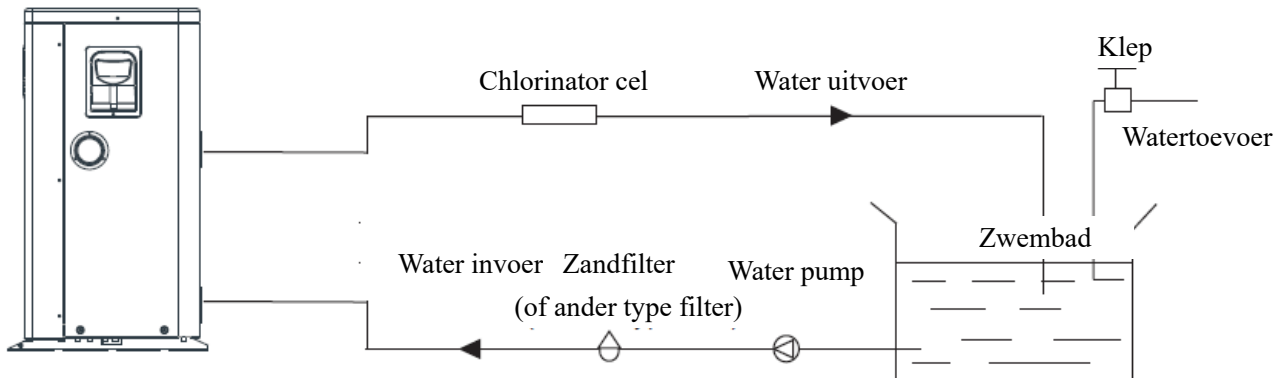 Klep
Chlorinator cel
Water uitvoer
Watertoevoer
Zwembad
Water invoer
Zandfilter
Water pump
(of ander type filter)